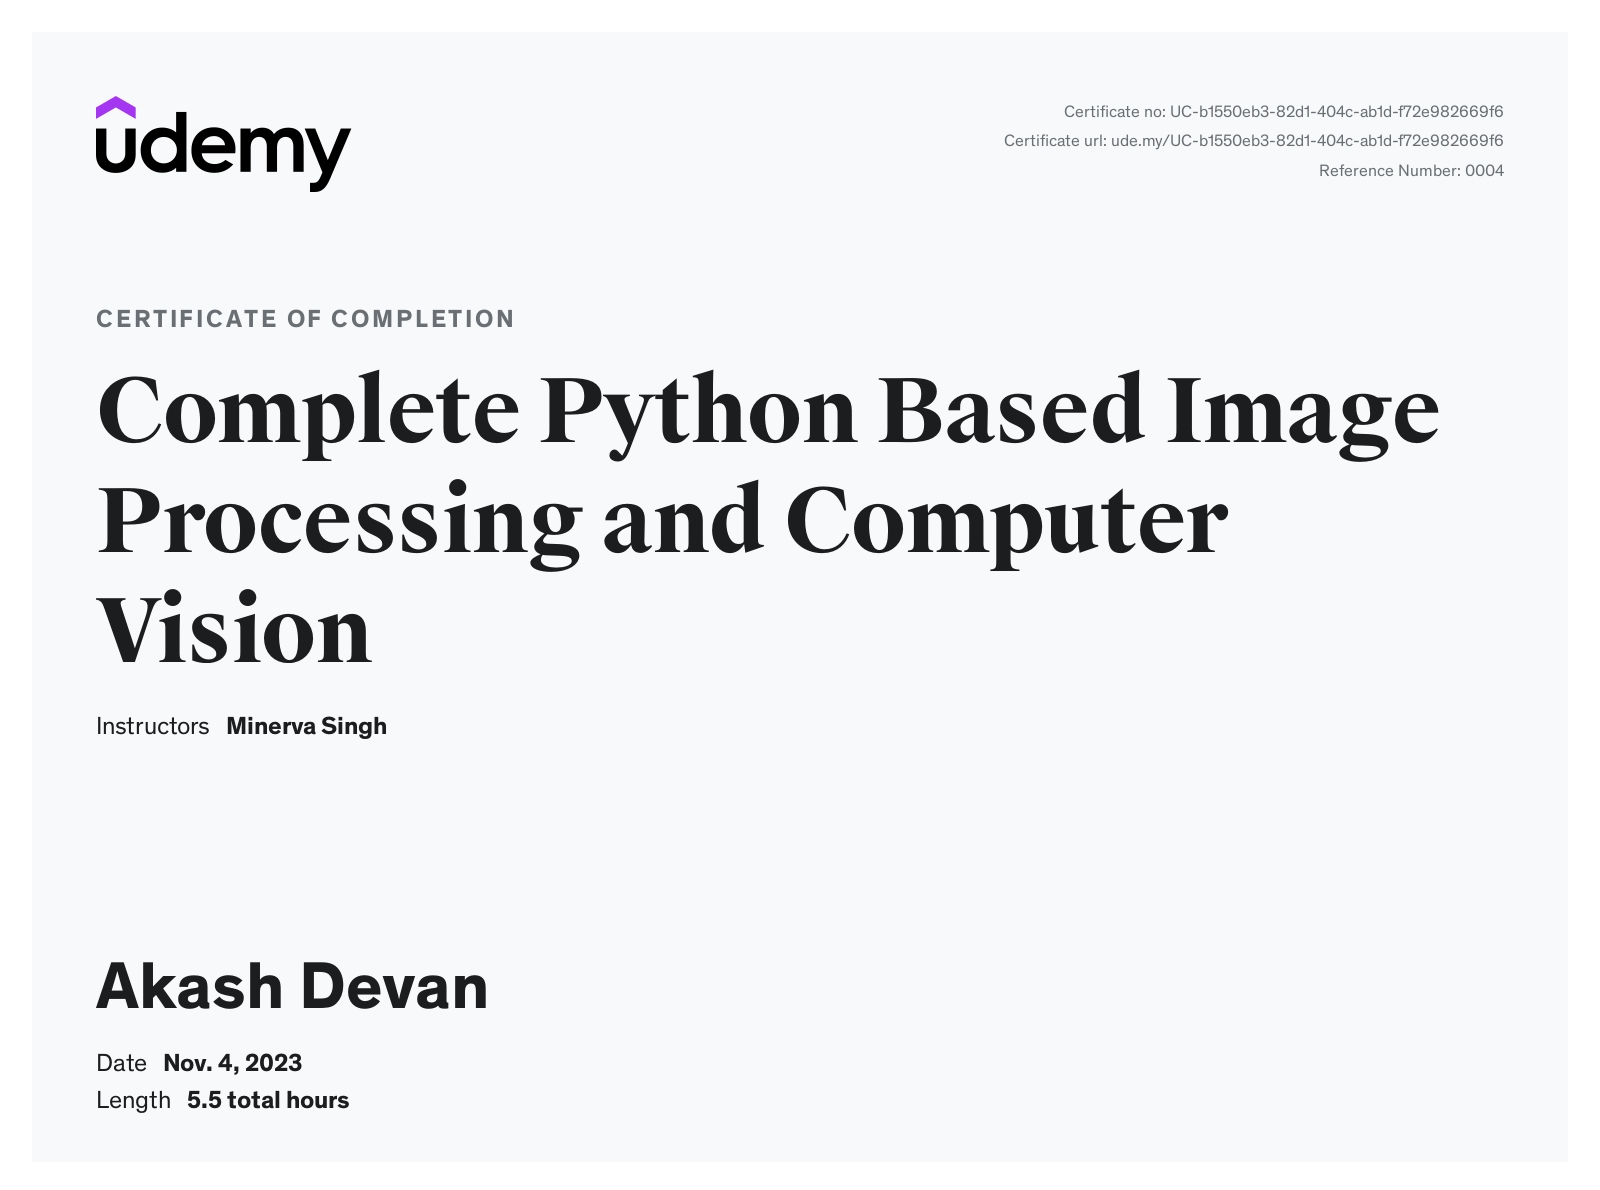 udemy
Certificate no: UC-b1550eb3-82d1-404c-ab1d-f72e982669f6
Certificate url: ude.my/UC-b1550eb3-82d1-404c-ab1d-f72e982669f6
Reference Number: 0004
CERTIFICATE OF COMPLETION
Complete Python Based Image
Processing and Computer
Vision
Instructors Minerva Singh
Akash Devan
Date Nov. 4, 2023
Length 5.5 total hours